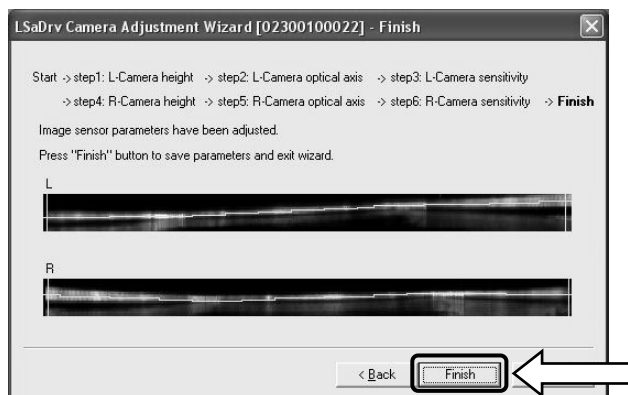 LSaDrv Camera Adjustment Wizard [02300100022] - Finish
Start -> step1: L-Camera height -> step2: L-Camera optical axis -> step3: L-Camera sensitivity
-> step4: R-Camera height -> step5: R-Camera optical axis -> step6: R-Camera sensitivity -> Finish
Image sensor parameters have been adjusted.
Press "Finish" button to save parameters and exit wizard.
L
R
< Back Finish